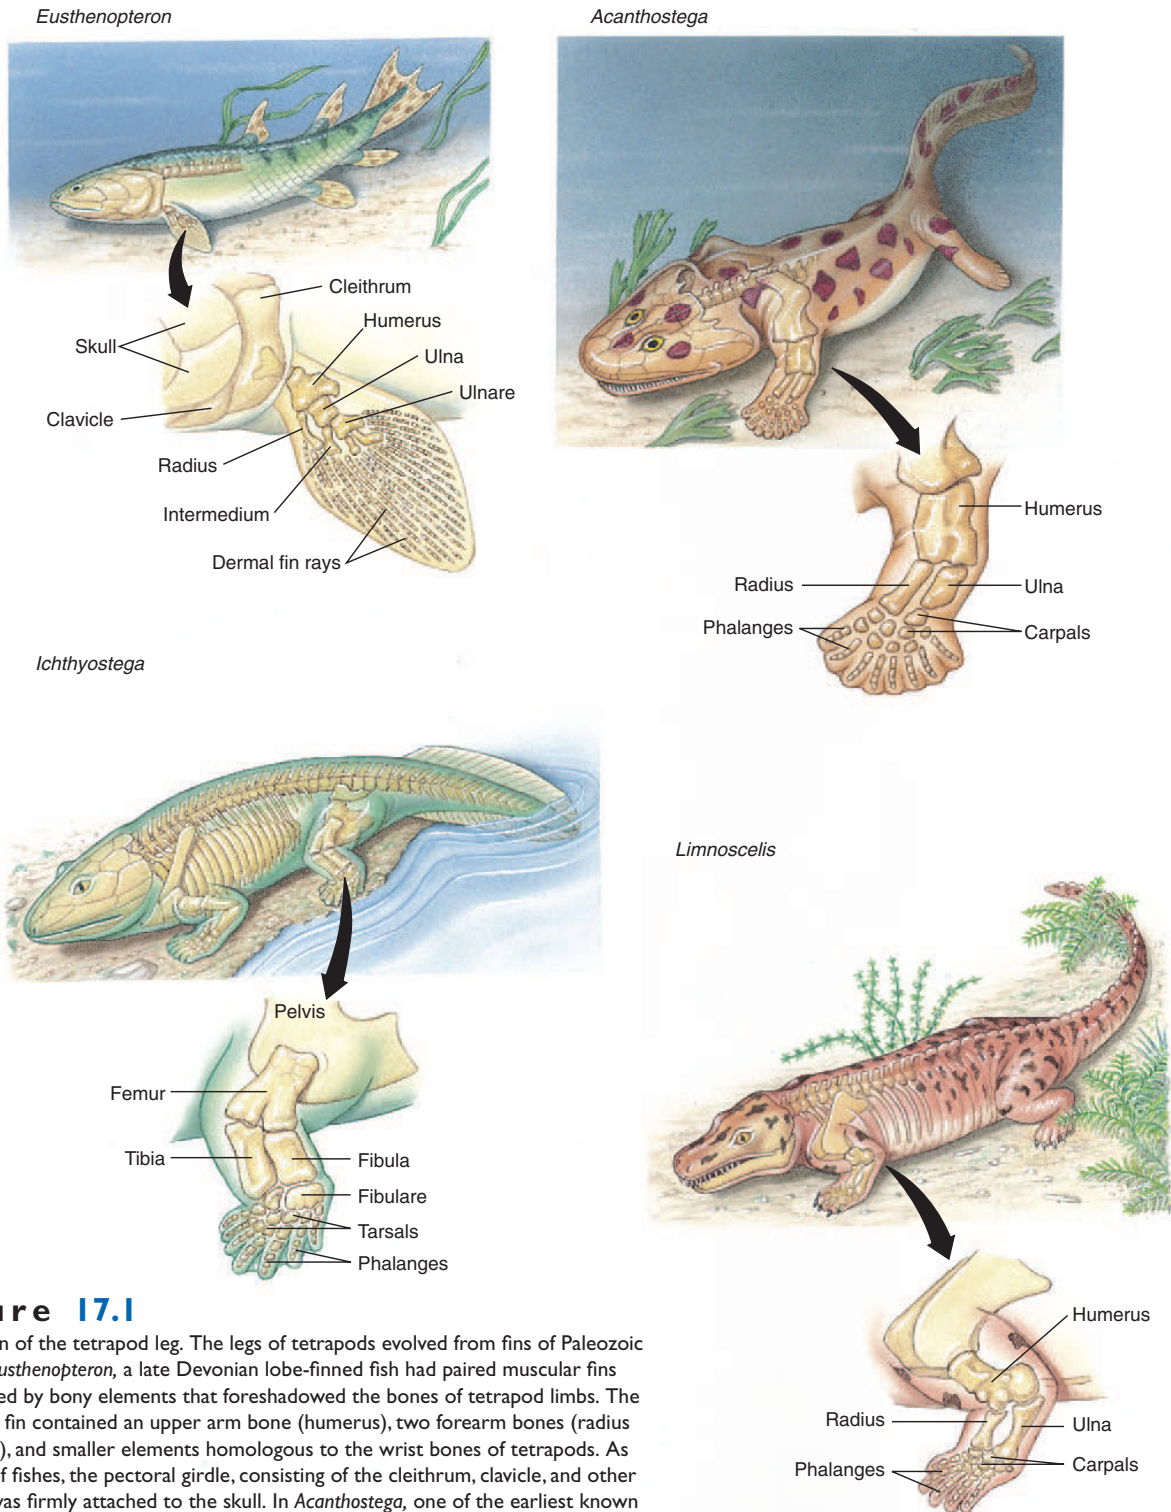 Eusthenopteron
Acanthostega
Cleithrum
Humerus
Skull
Ulna
Ulnare
Clavicle
Radius
Intermedium
Dermal fin rays
Humerus
Radius
Ulna
Phalanges
Carpals
Ichthyostega
Limnoscelis
Pelvis
Femur
Tibia
Fibula
Fibulare
Tarsals
Phalanges
Humerus
Radius
Ulna
Phalanges
Carpals
ure 17.1
n of the tetrapod leg. The legs of tetrapods evolved from fins of Paleozoic
usthenopteron, a late Devonian lobe-finned fish had paired muscular fins
ed by bony elements that foreshadowed the bones of tetrapod limbs. The
fin contained an upper arm bone (humerus), two forearm bones (radius
), and smaller elements homologous to the wrist bones of tetrapods. As
f fishes, the pectoral girdle, consisting of the cleithrum, clavicle, and other
was firmly attached to the skull. In Acanthostega, one of the earliest known